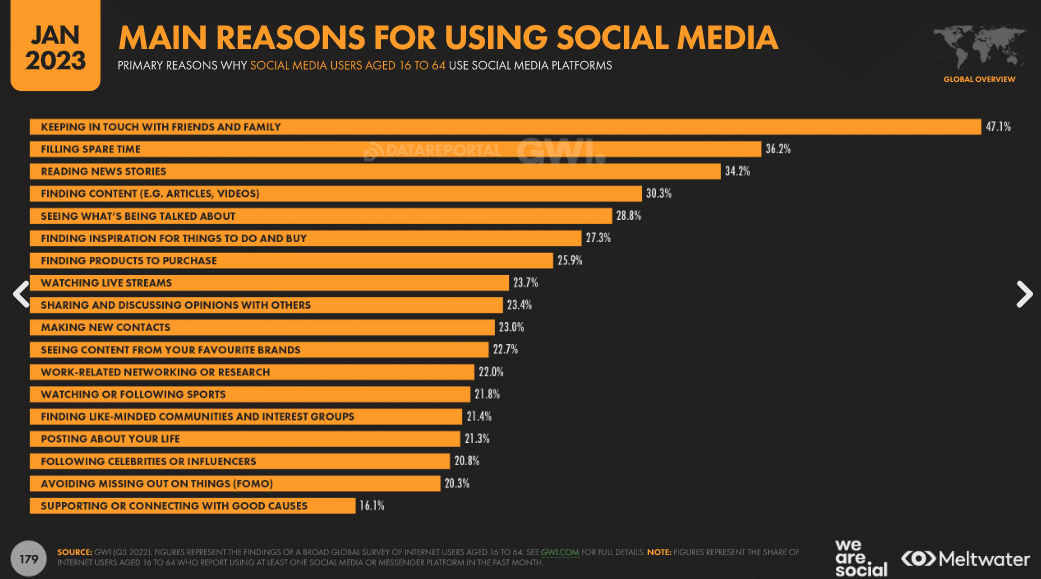 JAN
2023
MAIN REASONS FOR USING SOCIAL MEDIA
PRIMARY REASONS WHY SOCIAL MEDIA USERS AGED 16 TO 64 USE SOCIAL MEDIA PLATFORMS
GLOBAL OVERVIEW
KEEPING IN TOUCH WITH FRIENDS AND FAMILY 47.1%
FILLING SPARE TIME 36.2%
DATAREPORTAL GWI.
READING NEWS STORIES 34.2%
FINDING CONTENT (E.G. ARTICLES, VIDEOS) 30.3%
SEEING WHAT'S BEING TALKED ABOUT 28.8%
FINDING INSPIRATION FOR THINGS TO DO AND BUY 27.3%
FINDING PRODUCTS TO PURCHASE 25.9%
WATCHING LIVE STREAMS 23.7%
SHARING AND DISCUSSING OPINIONS WITH OTHERS 23.4%
MAKING NEW CONTACTS 23.0%
SEEING CONTENT FROM YOUR FAVOURITE BRANDS 22.7%
WORK-RELATED NETWORKING OR RESEARCH 22.0%
WATCHING OR FOLLOWING SPORTS 21.8%
FINDING LIKE-MINDED COMMUNITIES AND INTEREST GROUPS 21.4%
POSTING ABOUT YOUR LIFE 21.3%
FOLLOWING CELEBRITIES OR INFLUENCERS 20.8%
AVOIDING MISSING OUT ON THINGS (FOMO) 20.3%
SUPPORTING OR CONNECTING WITH GOOD CAUSES 16.1%
179
SOURCE: GWI (Q3 2022). FIGURES REPRESENT THE FINDINGS OF A BROAD GLOBAL SURVEY OF INTERNET USERS AGED 16 TO 64. SEE GWI.COM FOR FULL DETAILS. NOTE: FIGURES REPRESENT THE SHARE OF
INTERNET USERS AGED 16 TO 64 WHO REPORT USING AT LEAST ONE SOCIAL MEDIA OR MESSENGER PLATFORM IN THE PAST MONTH.
we
are
social
Meltwater